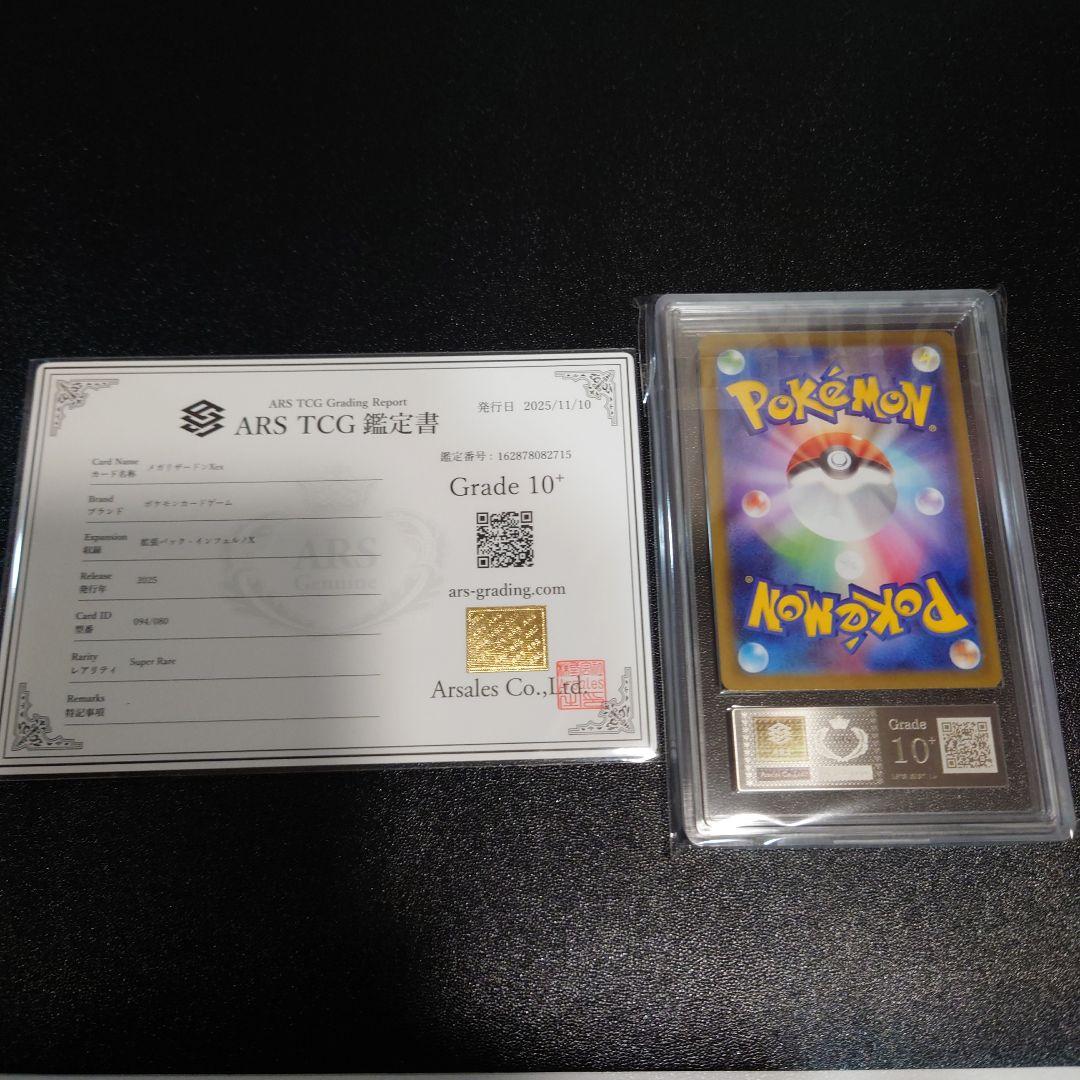 ARS TCG Grading Report
ARS TCG 鑑定書
発行日 2025/11/10
Card Name
カード名称 メガリザードンXex
Brand
ブランド ポケモンカードゲーム
Expansion
収録 拡張パック・インフェルノX
Release
発行年 2025
Card ID
型番 094/080
Rarity
レアリティ Super Rare
Remarks
特記事項
ARS
Genuine
鑑定番号：162878082715
Grade 10+
ars-grading.com
Arsales Co.,Ltd.
POKéMON
POKéMON
Arsales Co.,Ltd.
Grade
10+